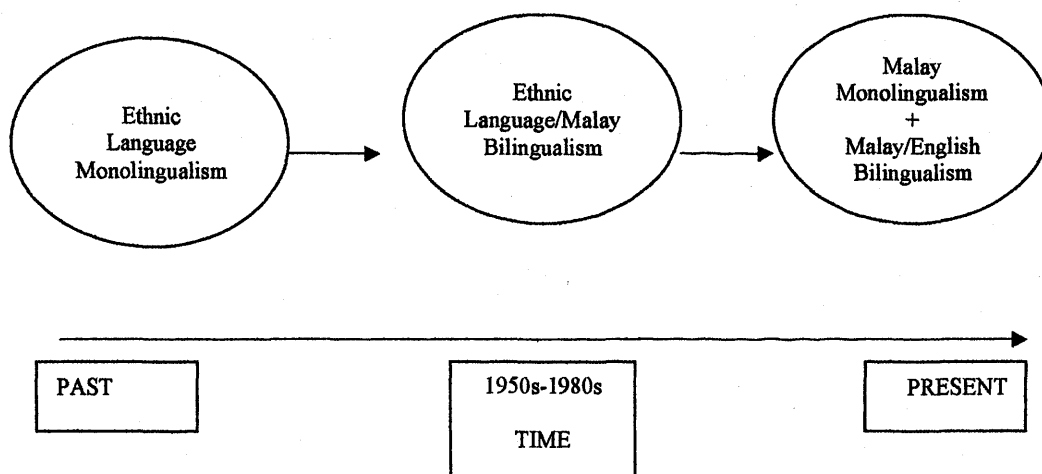 Ethnic
Language
Monolingualism
Ethnic
Language/Malay
Bilingualism
Malay
Monolingualism
+
Malay/English
Bilingualism
PAST
1950s-1980s
TIME
PRESENT